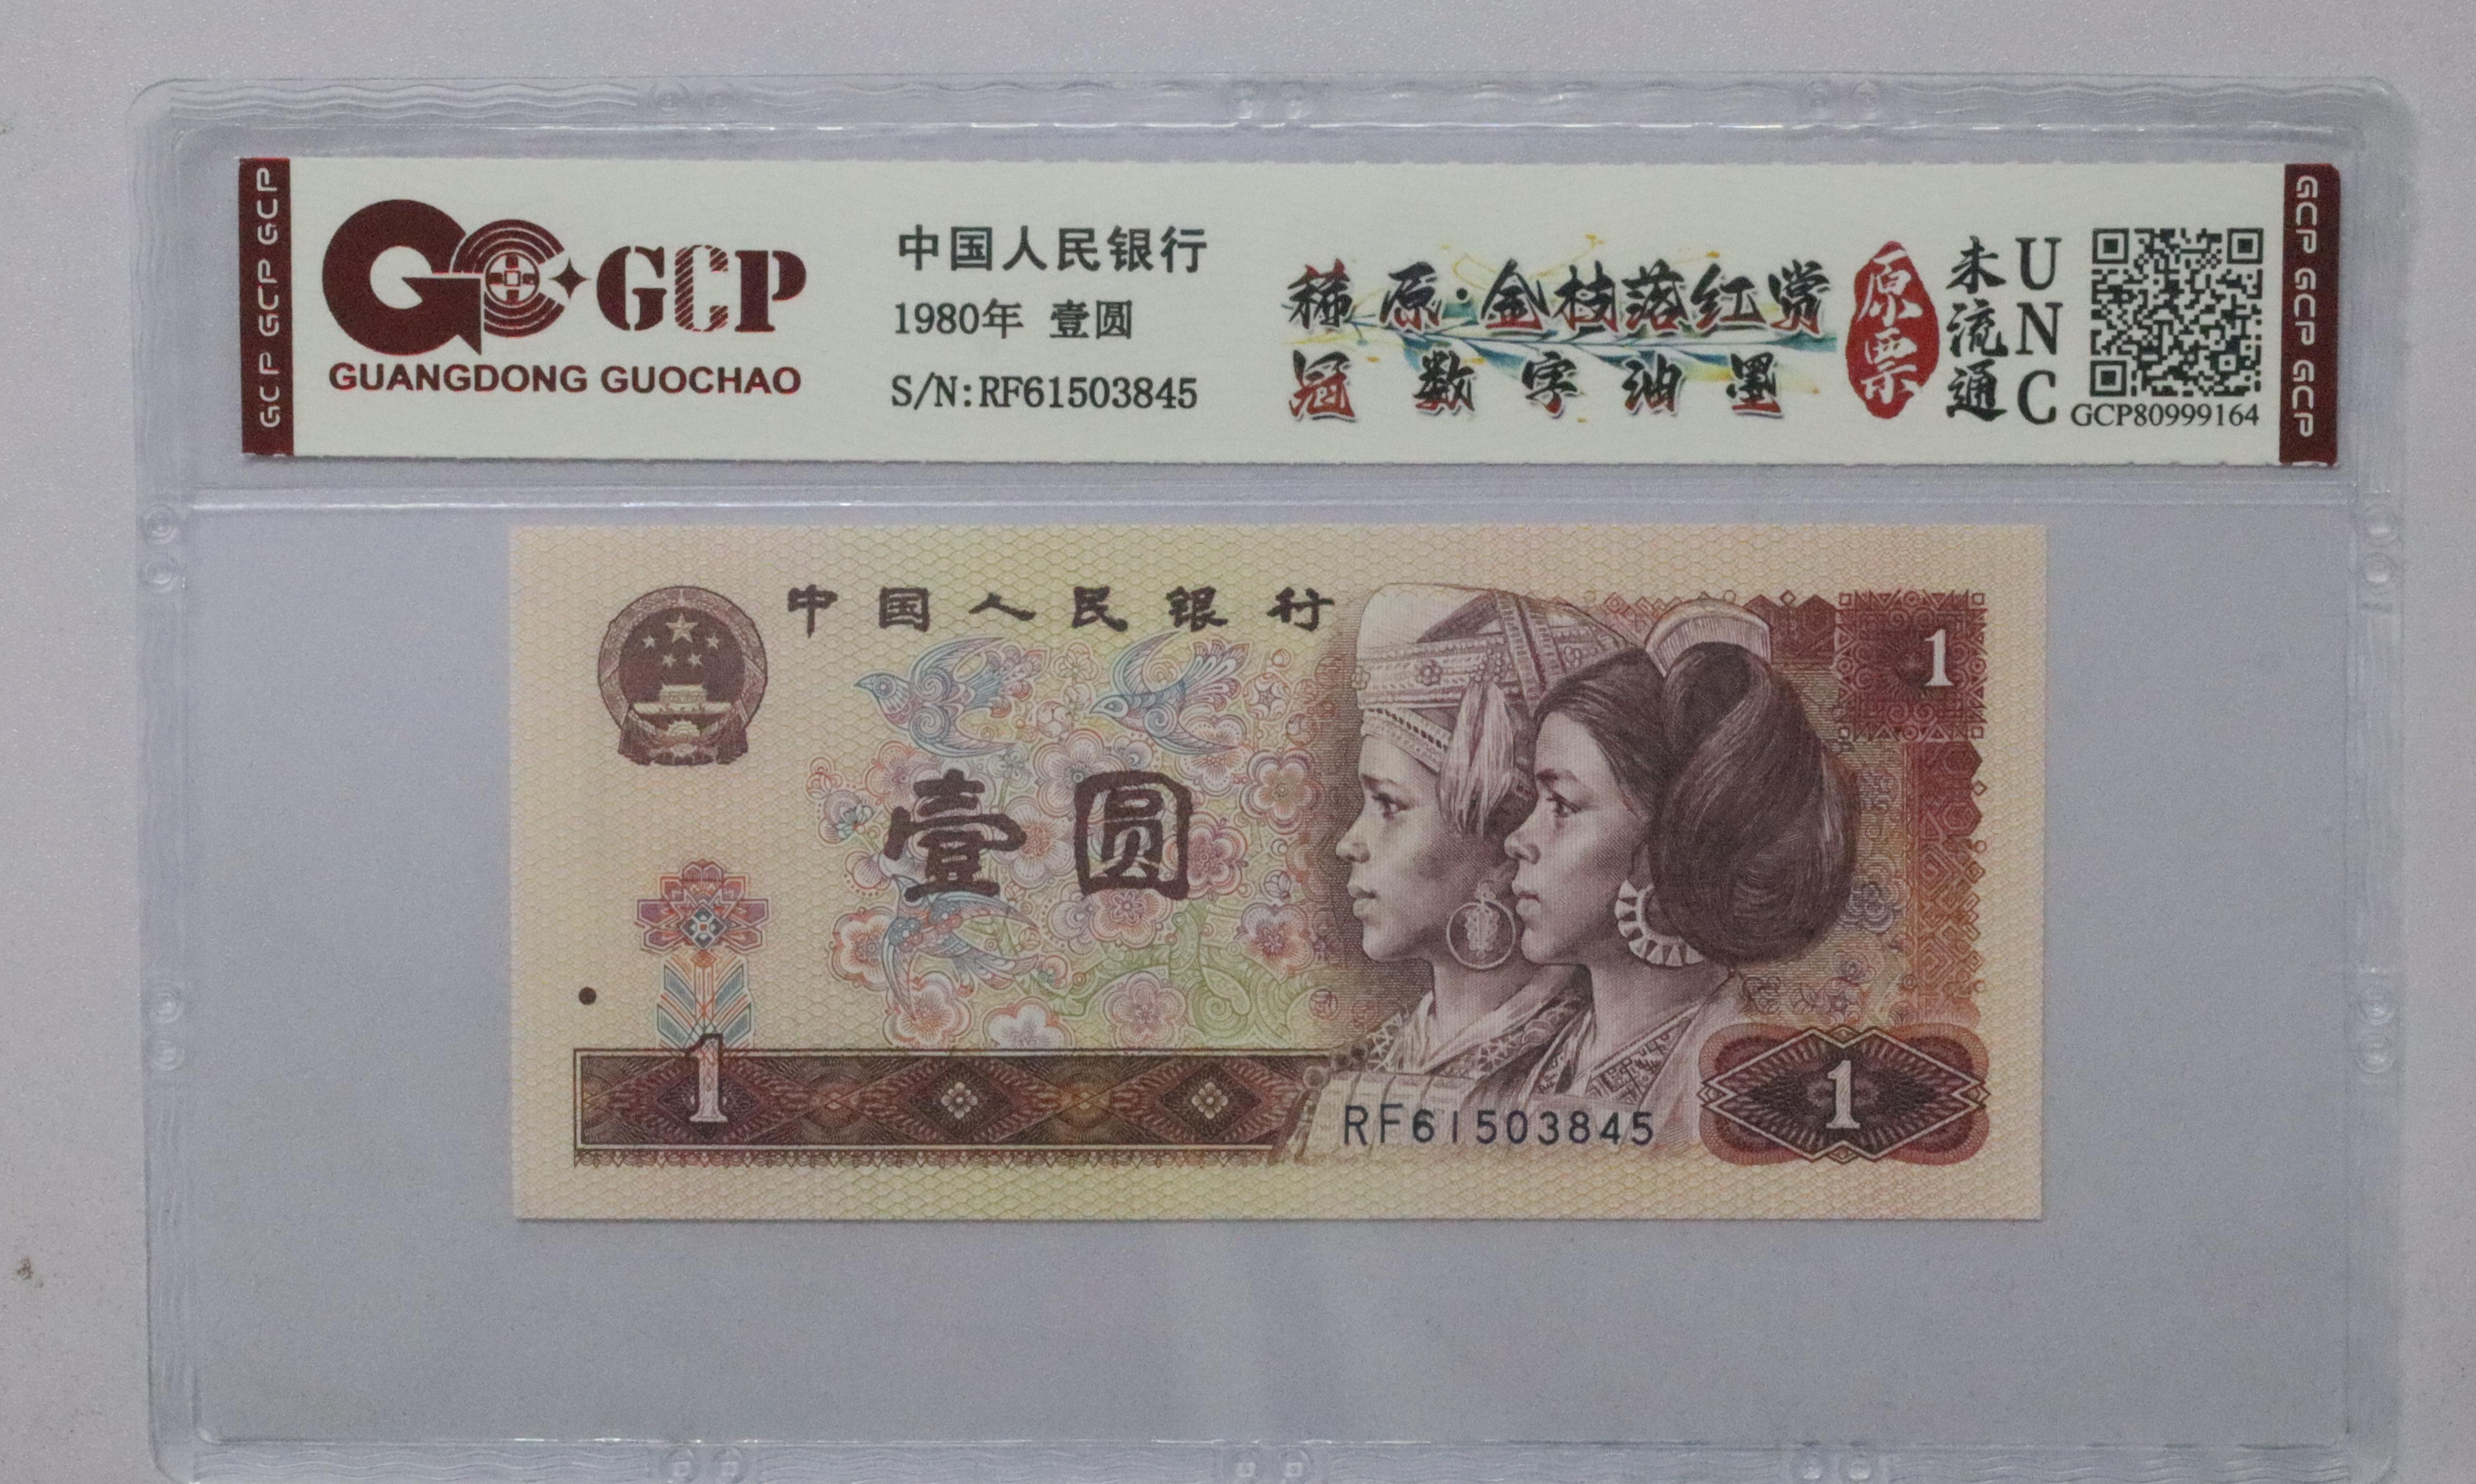 GCP GCP GCP
GCP
GUANGDONG GUOCHAO
中国人民银行
1980年 壹圆
S/N:RF61503845
稀原·金枝落红赏
冠数字油墨
原票
未流通
UNC
GCP80999164
GCP GCP GCP
中国人民银行
1
壹圆
1
RF61503845
1